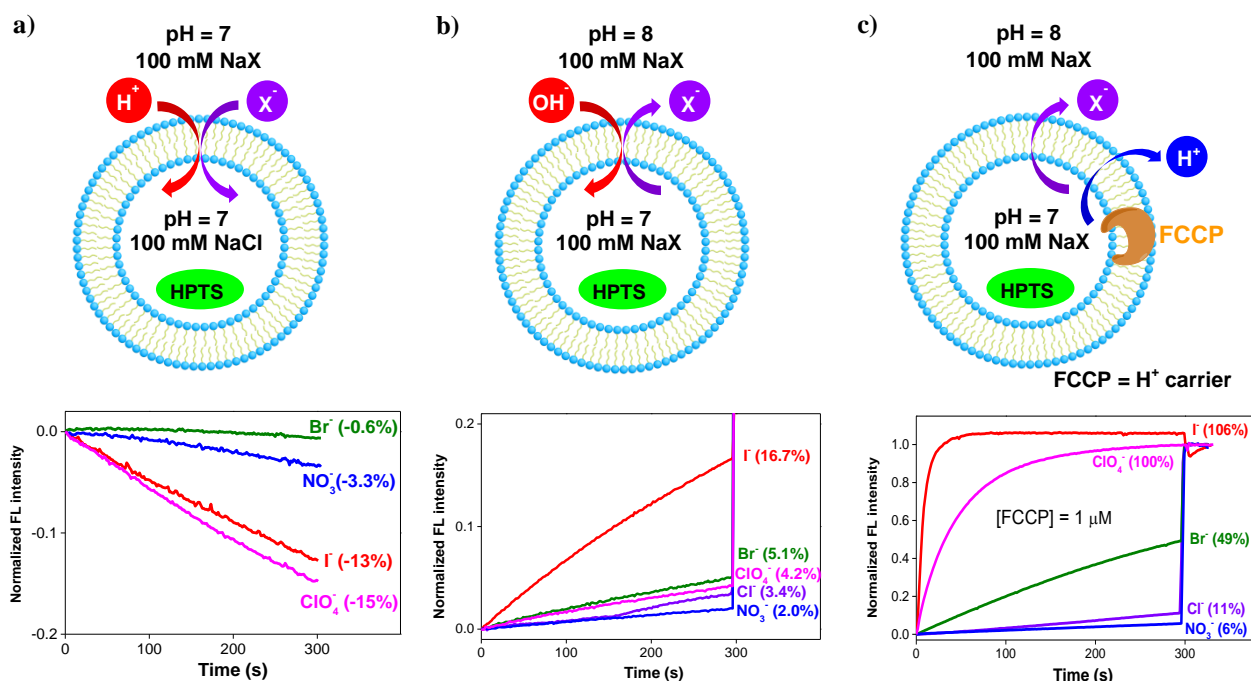 a)
pH = 7
100 mM NaX
H⁺
X⁻
pH = 7
100 mM NaCl
HPTS
Normalized FL intensity
0.0
-0.1
-0.2
Br⁻ (-0.6%)
NO₃⁻(-3.3%)
I⁻(-13%)
ClO₄⁻(-15%)
0
100
200
300
Time (s)
b)
pH = 8
100 mM NaX
OH⁻
X⁻
pH = 7
100 mM NaX
HPTS
Normalized FL intensity
0.2
0.1
0.0
I⁻(16.7%)
Br⁻(5.1%)
ClO₄⁻(4.2%)
Cl⁻(3.4%)
NO₃⁻(2.0%)
0
100
200
300
Time (s)
c)
pH = 8
100 mM NaX
X⁻
H⁺
pH = 7
100 mM NaX
FCCP
HPTS
FCCP = H⁺ carrier
Normalized FL intensity
1.0
0.8
0.6
0.4
0.2
0.0
I⁻(106%)
ClO₄⁻(100%)
[FCCP] = 1 μM
Br⁻(49%)
Cl⁻(11%)
NO₃⁻(6%)
0
100
200
300
Time (s)